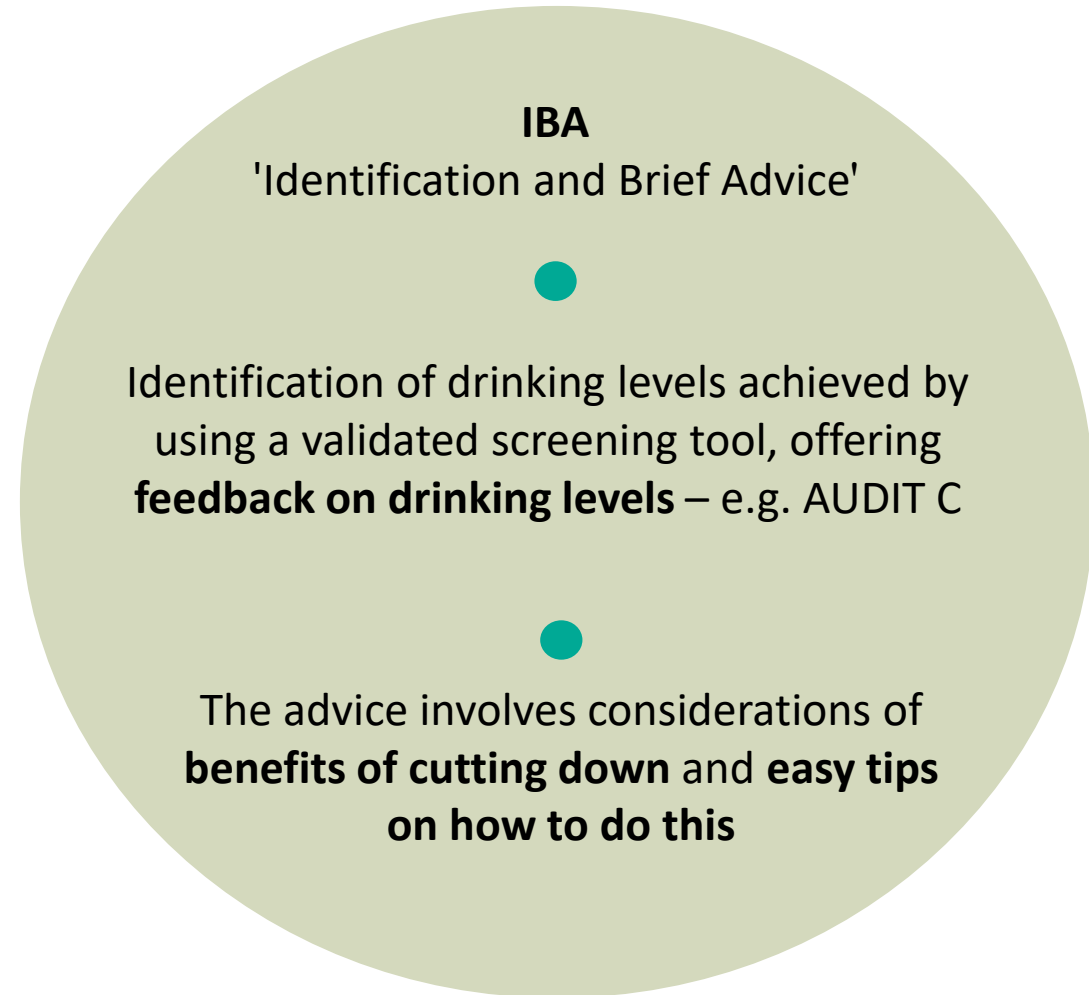 IBA
'Identification and Brief Advice'
Identification of drinking levels achieved by
using a validated screening tool, offering
feedback on drinking levels – e.g. AUDIT C
The advice involves considerations of
benefits of cutting down and easy tips
on how to do this